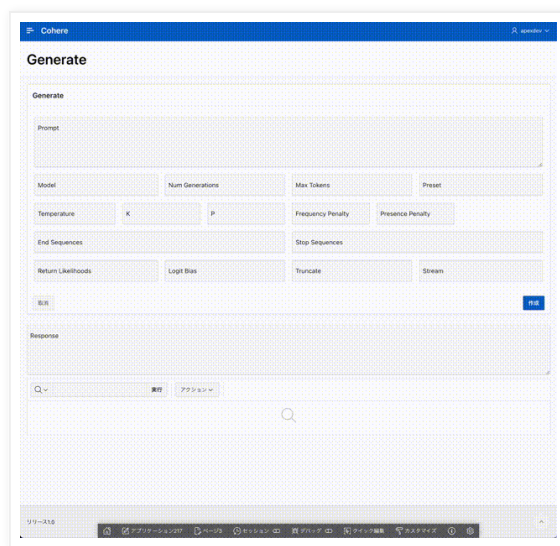 Cohere
apexdev
Generate
Generate
Prompt
Model
Num Generations
Max Tokens
Preset
Temperature
K
P
Frequency Penalty
Presence Penalty
End Sequences
Stop Sequences
Return Likelihoods
Logit Bias
Truncate
Stream
取消
作成
Response
実行
アクション
リリース1.0
アプリケーション217
ページ3
セッション
デバッグ
クイック編集
カスタマイズ